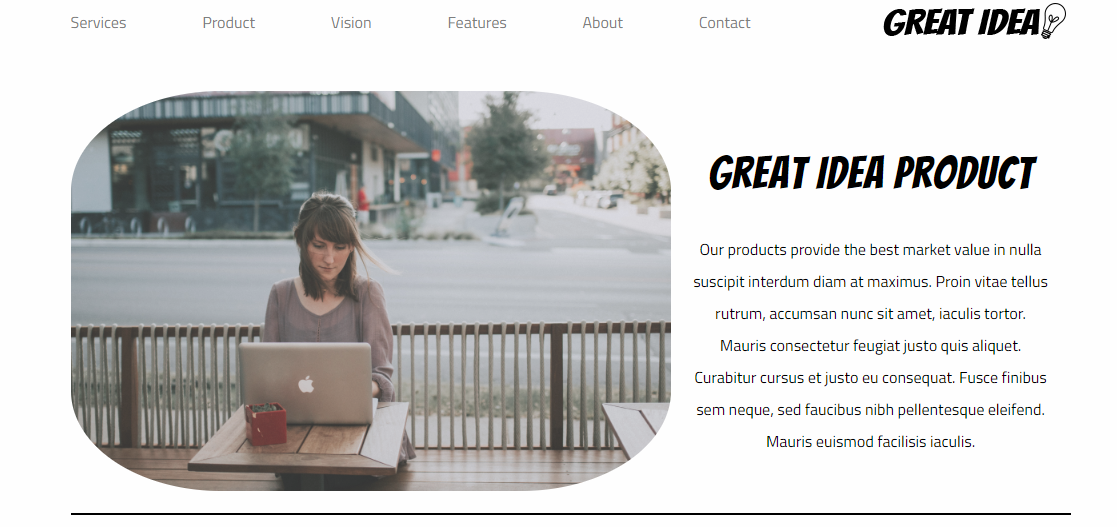 Services Product Vision Features About Contact GREAT IDEA
GREAT IDEA PRODUCT
Our products provide the best market value in nulla
suscipit interdum diam at maximus. Proin vitae tellus
rutrum, accumsan nunc sit amet, iaculis tortor.
Mauris consectetur feugiat justo quis aliquet.
Curabitur cursus et justo eu consequat. Fusce finibus
sem neque, sed faucibus nibh pellentesque eleifend.
Mauris euismod facilisis iaculis.